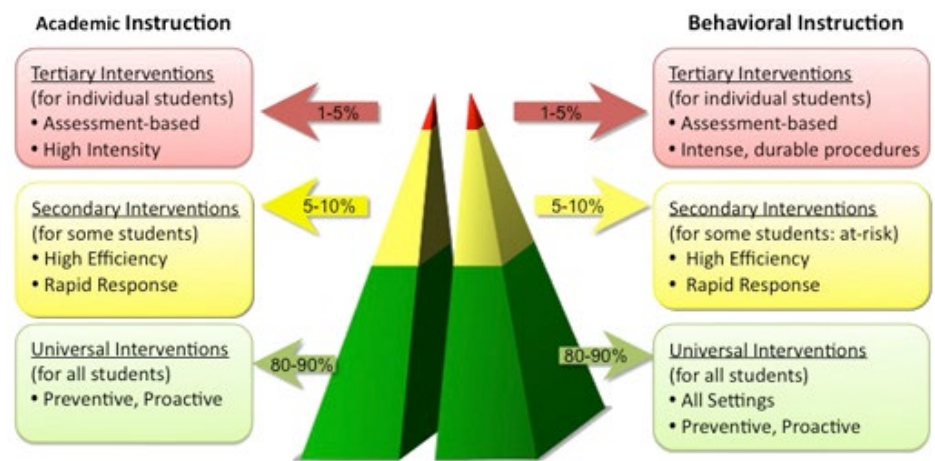 Academic Instruction
Tertiary Interventions
(for individual students)
• Assessment-based
• High Intensity
1-5%
Secondary Interventions
(for some students)
• High Efficiency
• Rapid Response
5-10%
Universal Interventions
(for all students)
• Preventive, Proactive
80-90%
Behavioral Instruction
1-5%
Tertiary Interventions
(for individual students)
• Assessment-based
• Intense, durable procedures
5-10%
Secondary Interventions
(for some students: at-risk)
• High Efficiency
• Rapid Response
80-90%
Universal Interventions
(for all students)
• All Settings
• Preventive, Proactive